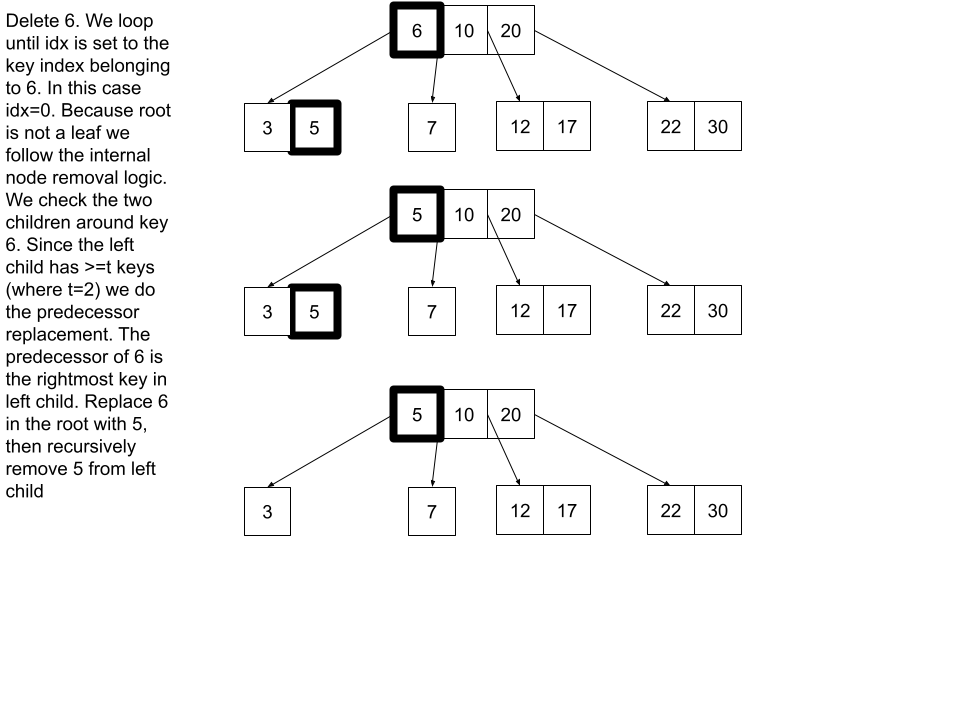 Delete 6. We loop
until idx is set to the
key index belonging
to 6. In this case
idx=0. Because root
is not a leaf we
follow the internal
node removal logic.
We check the two
children around key
6. Since the left
child has >=t keys
(where t=2) we do
the predecessor
replacement. The
predecessor of 6 is
the rightmost key in
left child. Replace 6
in the root with 5,
then recursively
remove 5 from left
child
6 10 20
3 5 7 12 17 22 30
5 10 20
3 5 7 12 17 22 30
5 10 20
3 7 12 17 22 30